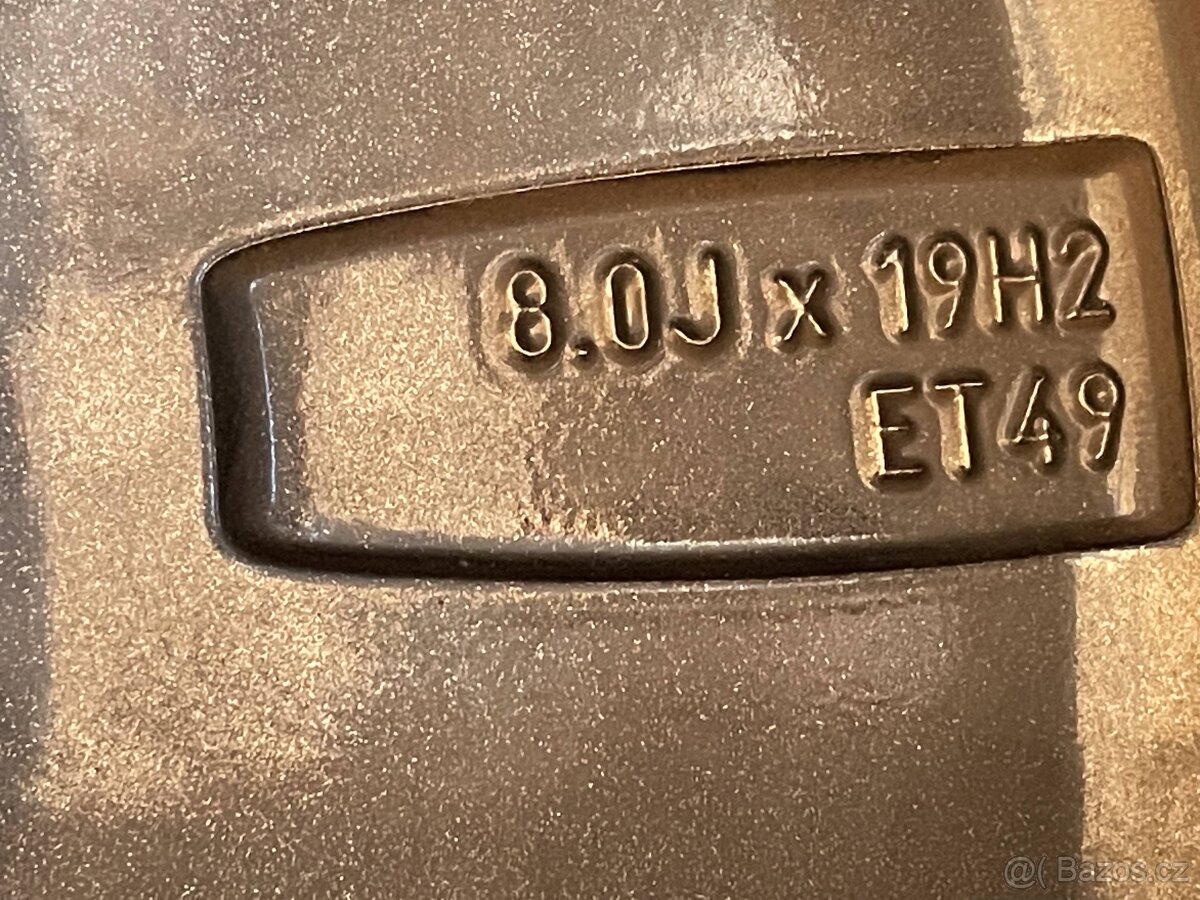 8.0J x 19H2
ET49
@( Bazos.cz